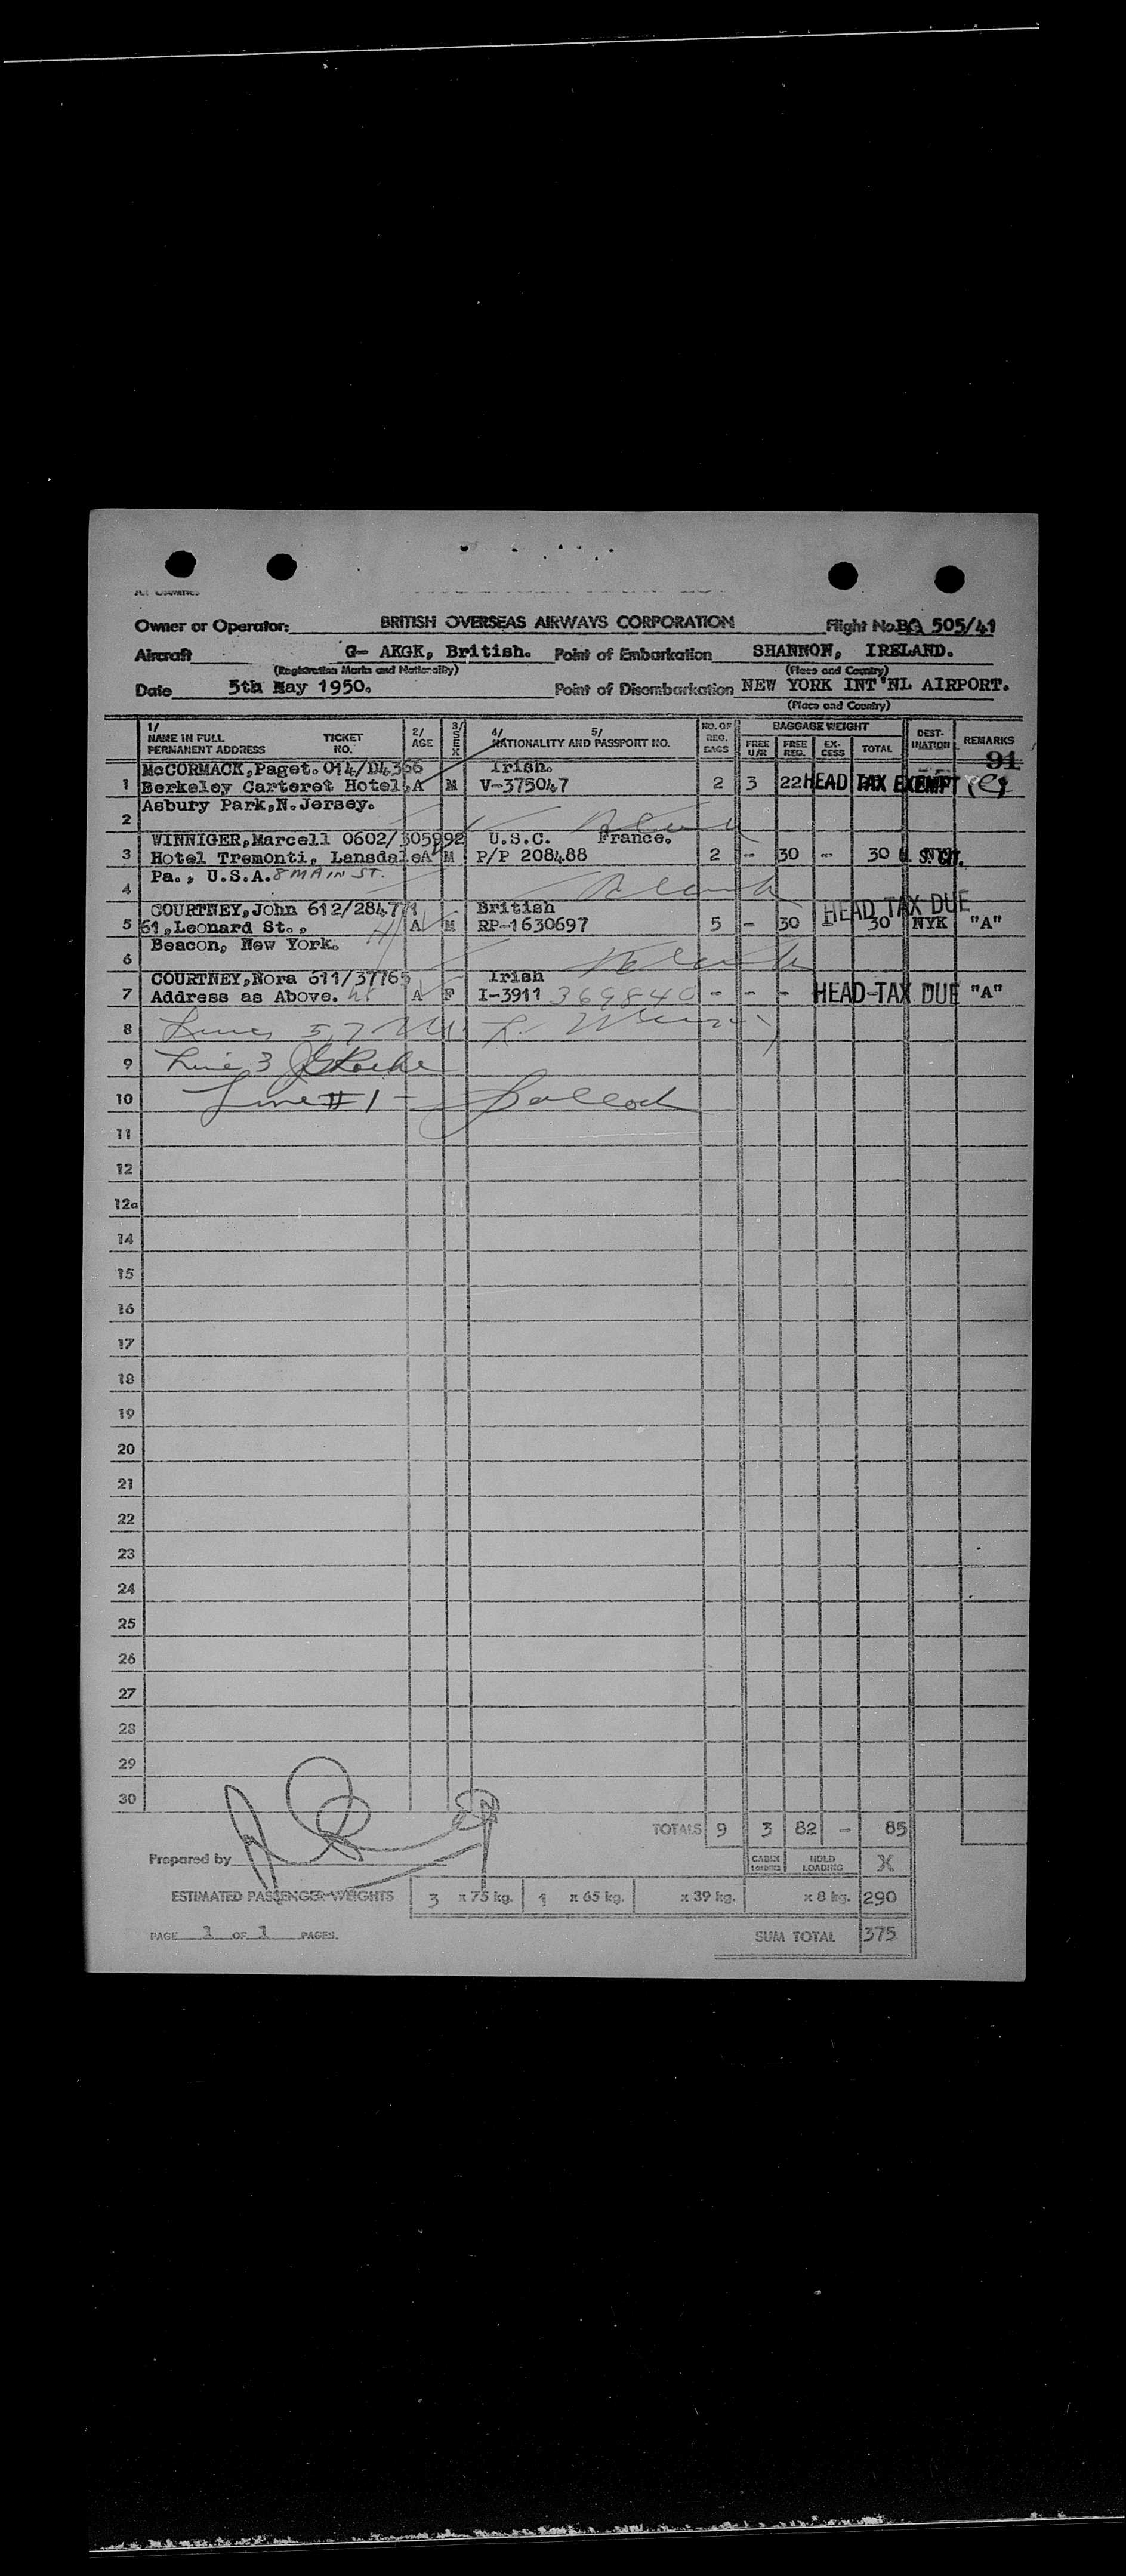 Owner or Operator: BRITISH OVERSEAS AIRWAYS CORPORATION Flight No. BG 505/41
Aircraft G- AKGK, British. Point of Embarkation SHANNON, IRELAND.
(Registration Marks and Nationality) (Place and Country)
Date 5th May 1950. Point of Disembarkation NEW YORK INT'NL AIRPORT.
(Place and Country)
1/ NAME IN FULL PERMANENT ADDRESS TICKET NO. 2/ AGE 3/ SEX 4/ 5/ NATIONALITY AND PASSPORT NO. NO. OF REG. BAGS BAGGAGE WEIGHT FREE U/R FREE REG. EXCESS TOTAL DESTINATION REMARKS
91
McCORMACK, Paget. 014/D4366 Irish.
1 Berkeley Carteret Hotel, A M V-375047 2 3 22 HEAD TAX EXEMPT
Asbury Park, N. Jersey.
2
WINNIGER, Marcell 0602/305892 U.S.C. France.
3 Hotel Tremonti, Lansdale A M P/P 208488 2 - 30 - 30
Pa., U.S.A. 8 MAIN ST.
4
COURTNEY, John 612/284771 British HEAD TAX DUE
5 61, Leonard St., A M RP-1630697 5 - 30 - 30 NYK "A"
Beacon, New York.
6
COURTNEY, Nora 611/37765 Irish
7 Address as Above. A F I-3911 369840 - - - HEAD TAX DUE "A"
8 Lines 5, 7
9 Line 3
10 Line #1 -
11
12
12a
14
15
16
17
18
19
20
21
22
23
24
25
26
27
28
29
30
TOTALS 9 3 82 - 85
Prepared by CABIN LOADING HOLD LOADING X
ESTIMATED PASSENGER WEIGHTS 3 x 75 kg. 1 x 65 kg. x 39 kg. x 8 kg. 290
PAGE 1 OF 1 PAGES. SUM TOTAL 375